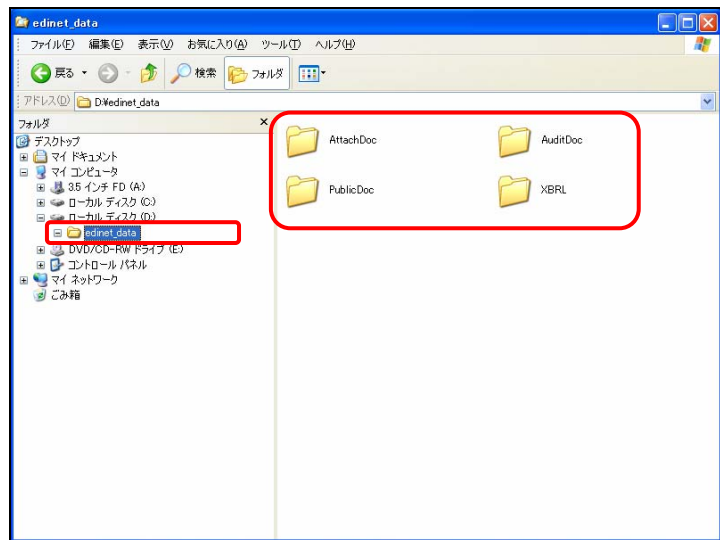 edinet_data
ファイル(F) 編集(E) 表示(V) お気に入り(A) ツール(T) ヘルプ(H)
戻る 検索 フォルダ
アドレス(D) D:¥edinet_data
フォルダ ×
デスクトップ
マイ ドキュメント
マイ コンピュータ
3.5 インチ FD (A:)
ローカル ディスク (C:)
ローカル ディスク (D:)
edinet_data
DVD/CD-RW ドライブ (E:)
コントロール パネル
マイ ネットワーク
ごみ箱
AttachDoc AuditDoc
PublicDoc XBRL